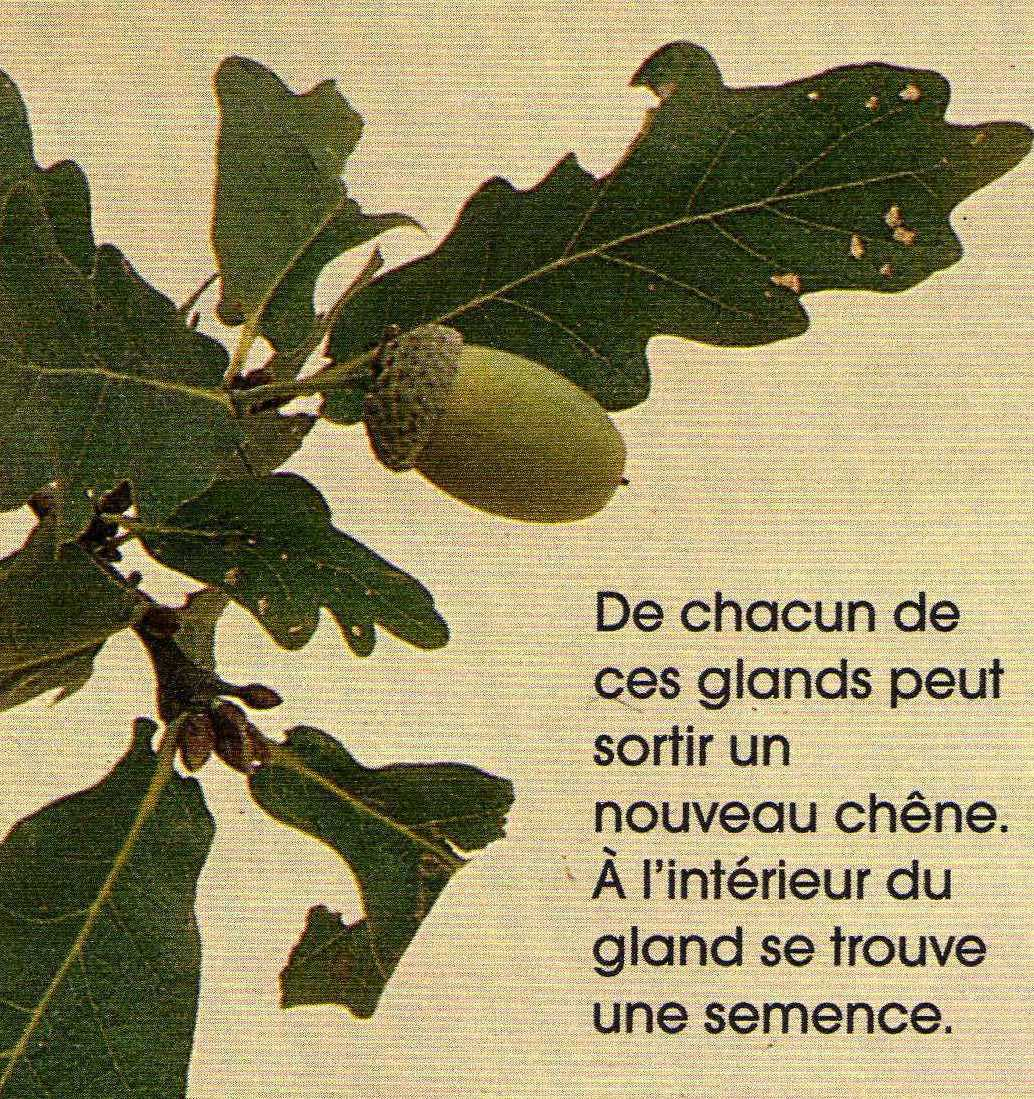 De chacun de
ces glands peut
sortir un
nouveau chêne.
À l'intérieur du
gland se trouve
une semence.